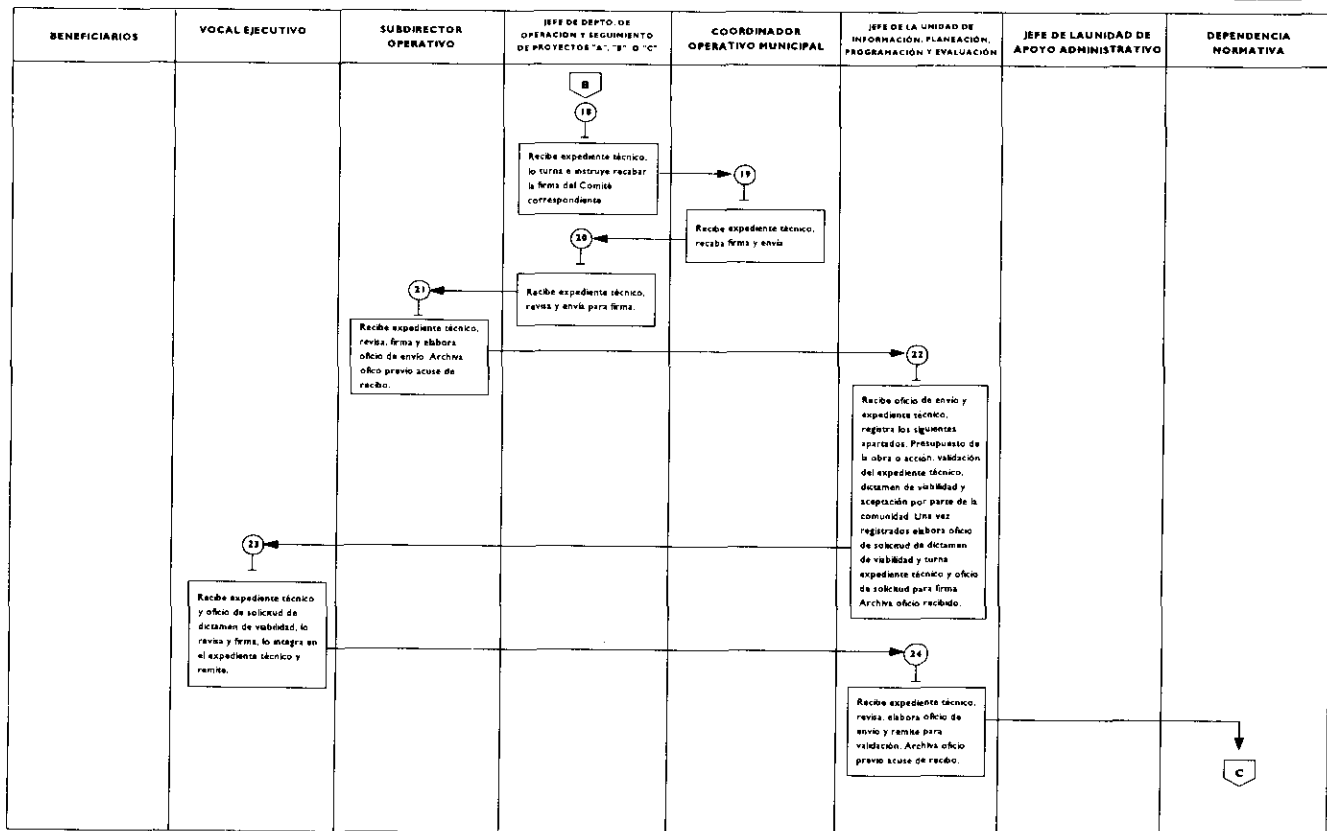 BENEFICIARIOS
VOCAL EJECUTIVO
SUBDIRECTOR
OPERATIVO
JEFE DE DEPTO. DE
OPERACIÓN Y SEGUIMIENTO
DE PROYECTOS "A", "B" O "C"
COORDINADOR
OPERATIVO MUNICIPAL
JEFE DE LA UNIDAD DE
INFORMACIÓN, PLANEACIÓN,
PROGRAMACIÓN Y EVALUACIÓN
JEFE DE LAUNIDAD DE
APOYO ADMINISTRATIVO
DEPENDENCIA
NORMATIVA
B
18
Recibe expediente técnico,
lo turna e instruye recabar
la firma del Comité
correspondiente
19
Recibe expediente técnico,
recaba firma y envía
20
Recibe expediente técnico,
revisa y envía para firma.
21
Recibe expediente técnico,
revisa, firma y elabora
oficio de envío. Archiva
ofico previo acuse de
recibo.
22
Recibe oficio de envío y
expediente técnico,
registra los siguientes
apartados. Presupuesto de
la obra o acción, validación
del expediente técnico,
dictamen de viabilidad y
aceptación por parte de la
comunidad. Una vez
registrados elabora oficio
de solicitud de dictamen
de viabilidad y turna
expediente técnico y oficio
de solicitud para firma
Archiva oficio recibido.
23
Recibe expediente técnico
y oficio de solicitud de
dictamen de viabilidad, lo
revisa y firma, lo integra en
el expediente técnico y
remite.
24
Recibe expediente técnico,
revisa, elabora oficio de
envío y remite para
validación. Archiva oficio
previo acuse de recibo.
C